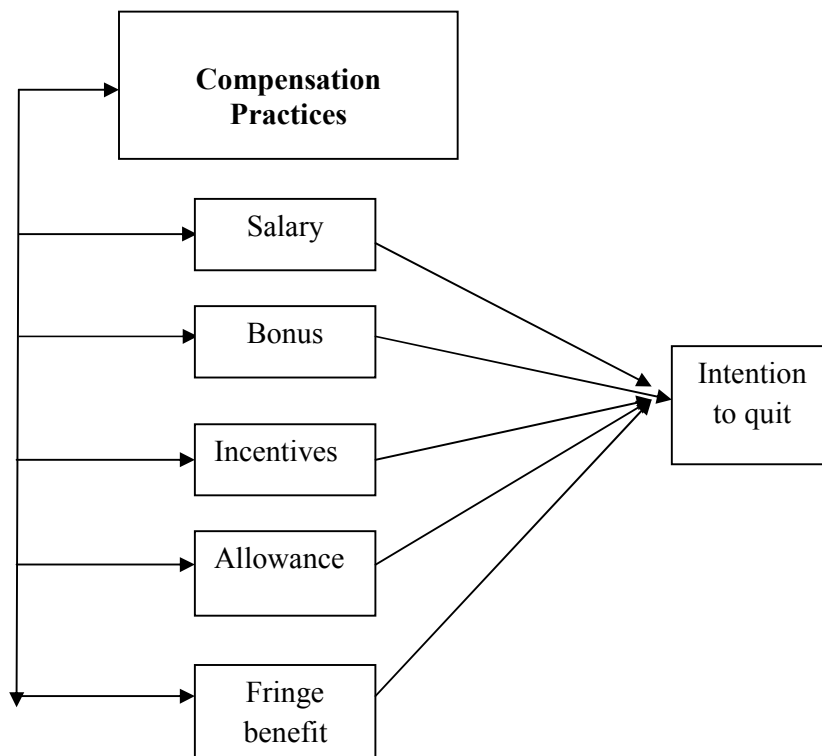 Compensation
Practices
Salary
Bonus
Incentives
Allowance
Fringe
benefit
Intention
to quit